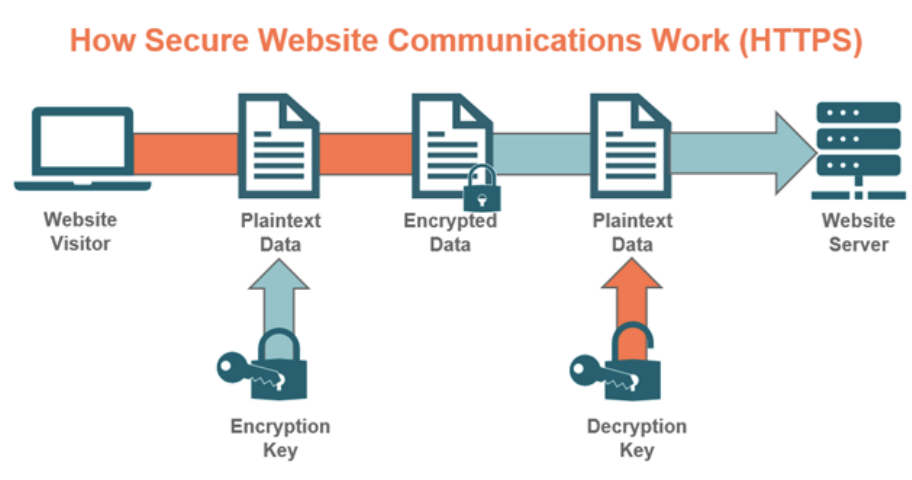 How Secure Website Communications Work (HTTPS)
Website
Visitor
Plaintext
Data
Encrypted
Data
Plaintext
Data
Website
Server
Encryption
Key
Decryption
Key